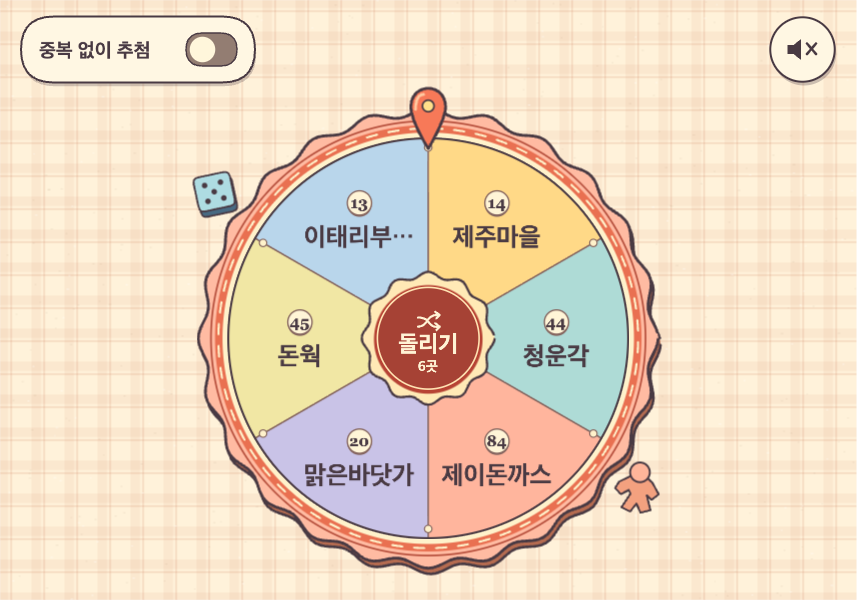 중복 없이 추첨
13
이태리부…
14
제주마을
45
돈웍
44
청운각
돌리기
6곳
20
맑은바닷가
84
제이돈까스